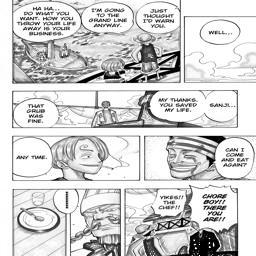 JUST
THOUGHT
I'D WARN
YOU.
I'M GOING
TO THE
GRAND LINE
ANYWAY.
HA HA...
DO WHAT YOU
WANT. HOW YOU
THROW YOUR LIFE
AWAY IS YOUR
BUSINESS.
WELL...
SANJI...
MY THANKS.
YOU SAVED
MY LIFE.
THAT
GRUB
WAS
FINE.
CAN I
COME
AND EAT
AGAIN?
ANY TIME.
CHORE
BOY!!
THERE
YOU
ARE!!
YIKES!!
THE
CHEF!!
!!!!!!!